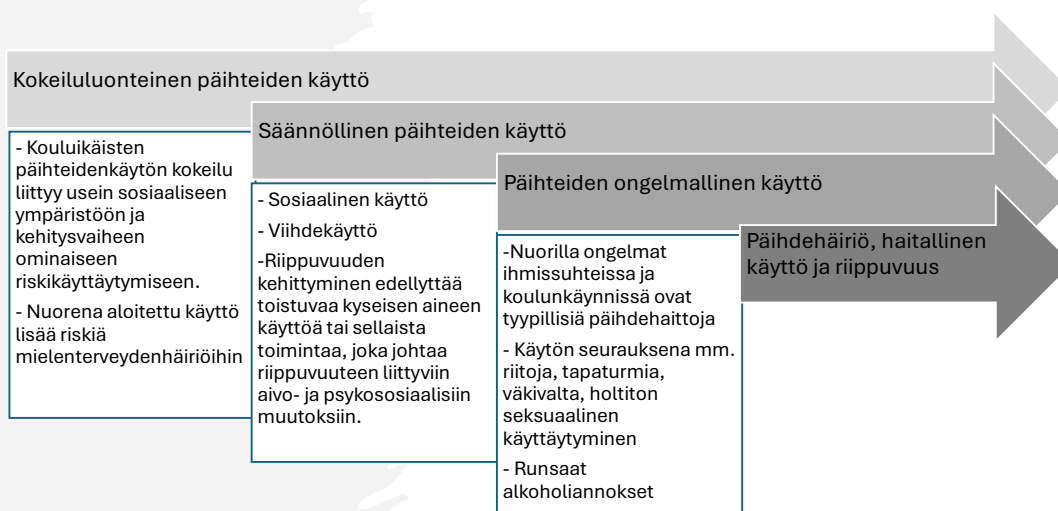 Kokeiluluonteinen päihteiden käyttö
- Kouluikäisten
päihteidenkäytön kokeilu
liittyy usein sosiaaliseen
ympäristöön ja
kehitysvaiheen
ominaiseen
riskikäyttäytymiseen.
- Nuorena aloitettu käyttö
lisää riskiä
mielenterveydenhäiriöihin
Säännöllinen päihteiden käyttö
- Sosiaalinen käyttö
- Viihdekäyttö
-Riippuvuuden
kehittyminen edellyttää
toistuvaa kyseisen aineen
käyttöä tai sellaista
toimintaa, joka johtaa
riippuvuuteen liittyviin
aivo- ja psykososiaalisiin
muutoksiin.
Päihteiden ongelmallinen käyttö
-Nuorilla ongelmat
ihmissuhteissa ja
koulunkäynnissä ovat
tyypillisiä päihdehaittoja
- Käytön seurauksena mm.
riitoja, tapaturmia,
väkivalta, holtiton
seksuaalinen
käyttäytyminen
- Runsaat
alkoholiannokset
Päihdehäiriö, haitallinen
käyttö ja riippuvuus